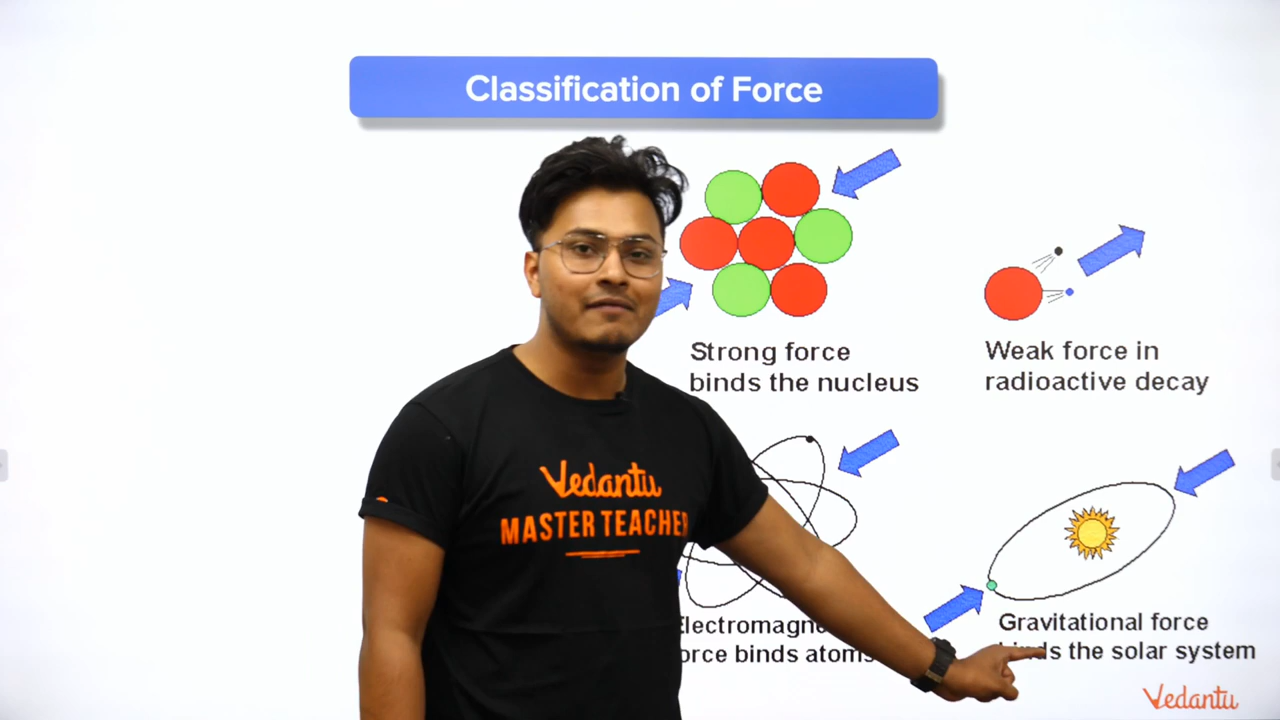 Classification of Force
Strong force
binds the nucleus
Weak force in
radioactive decay
Vedantu
MASTER TEACHER
force binds atoms
Gravitational force
the solar system
Vedantu